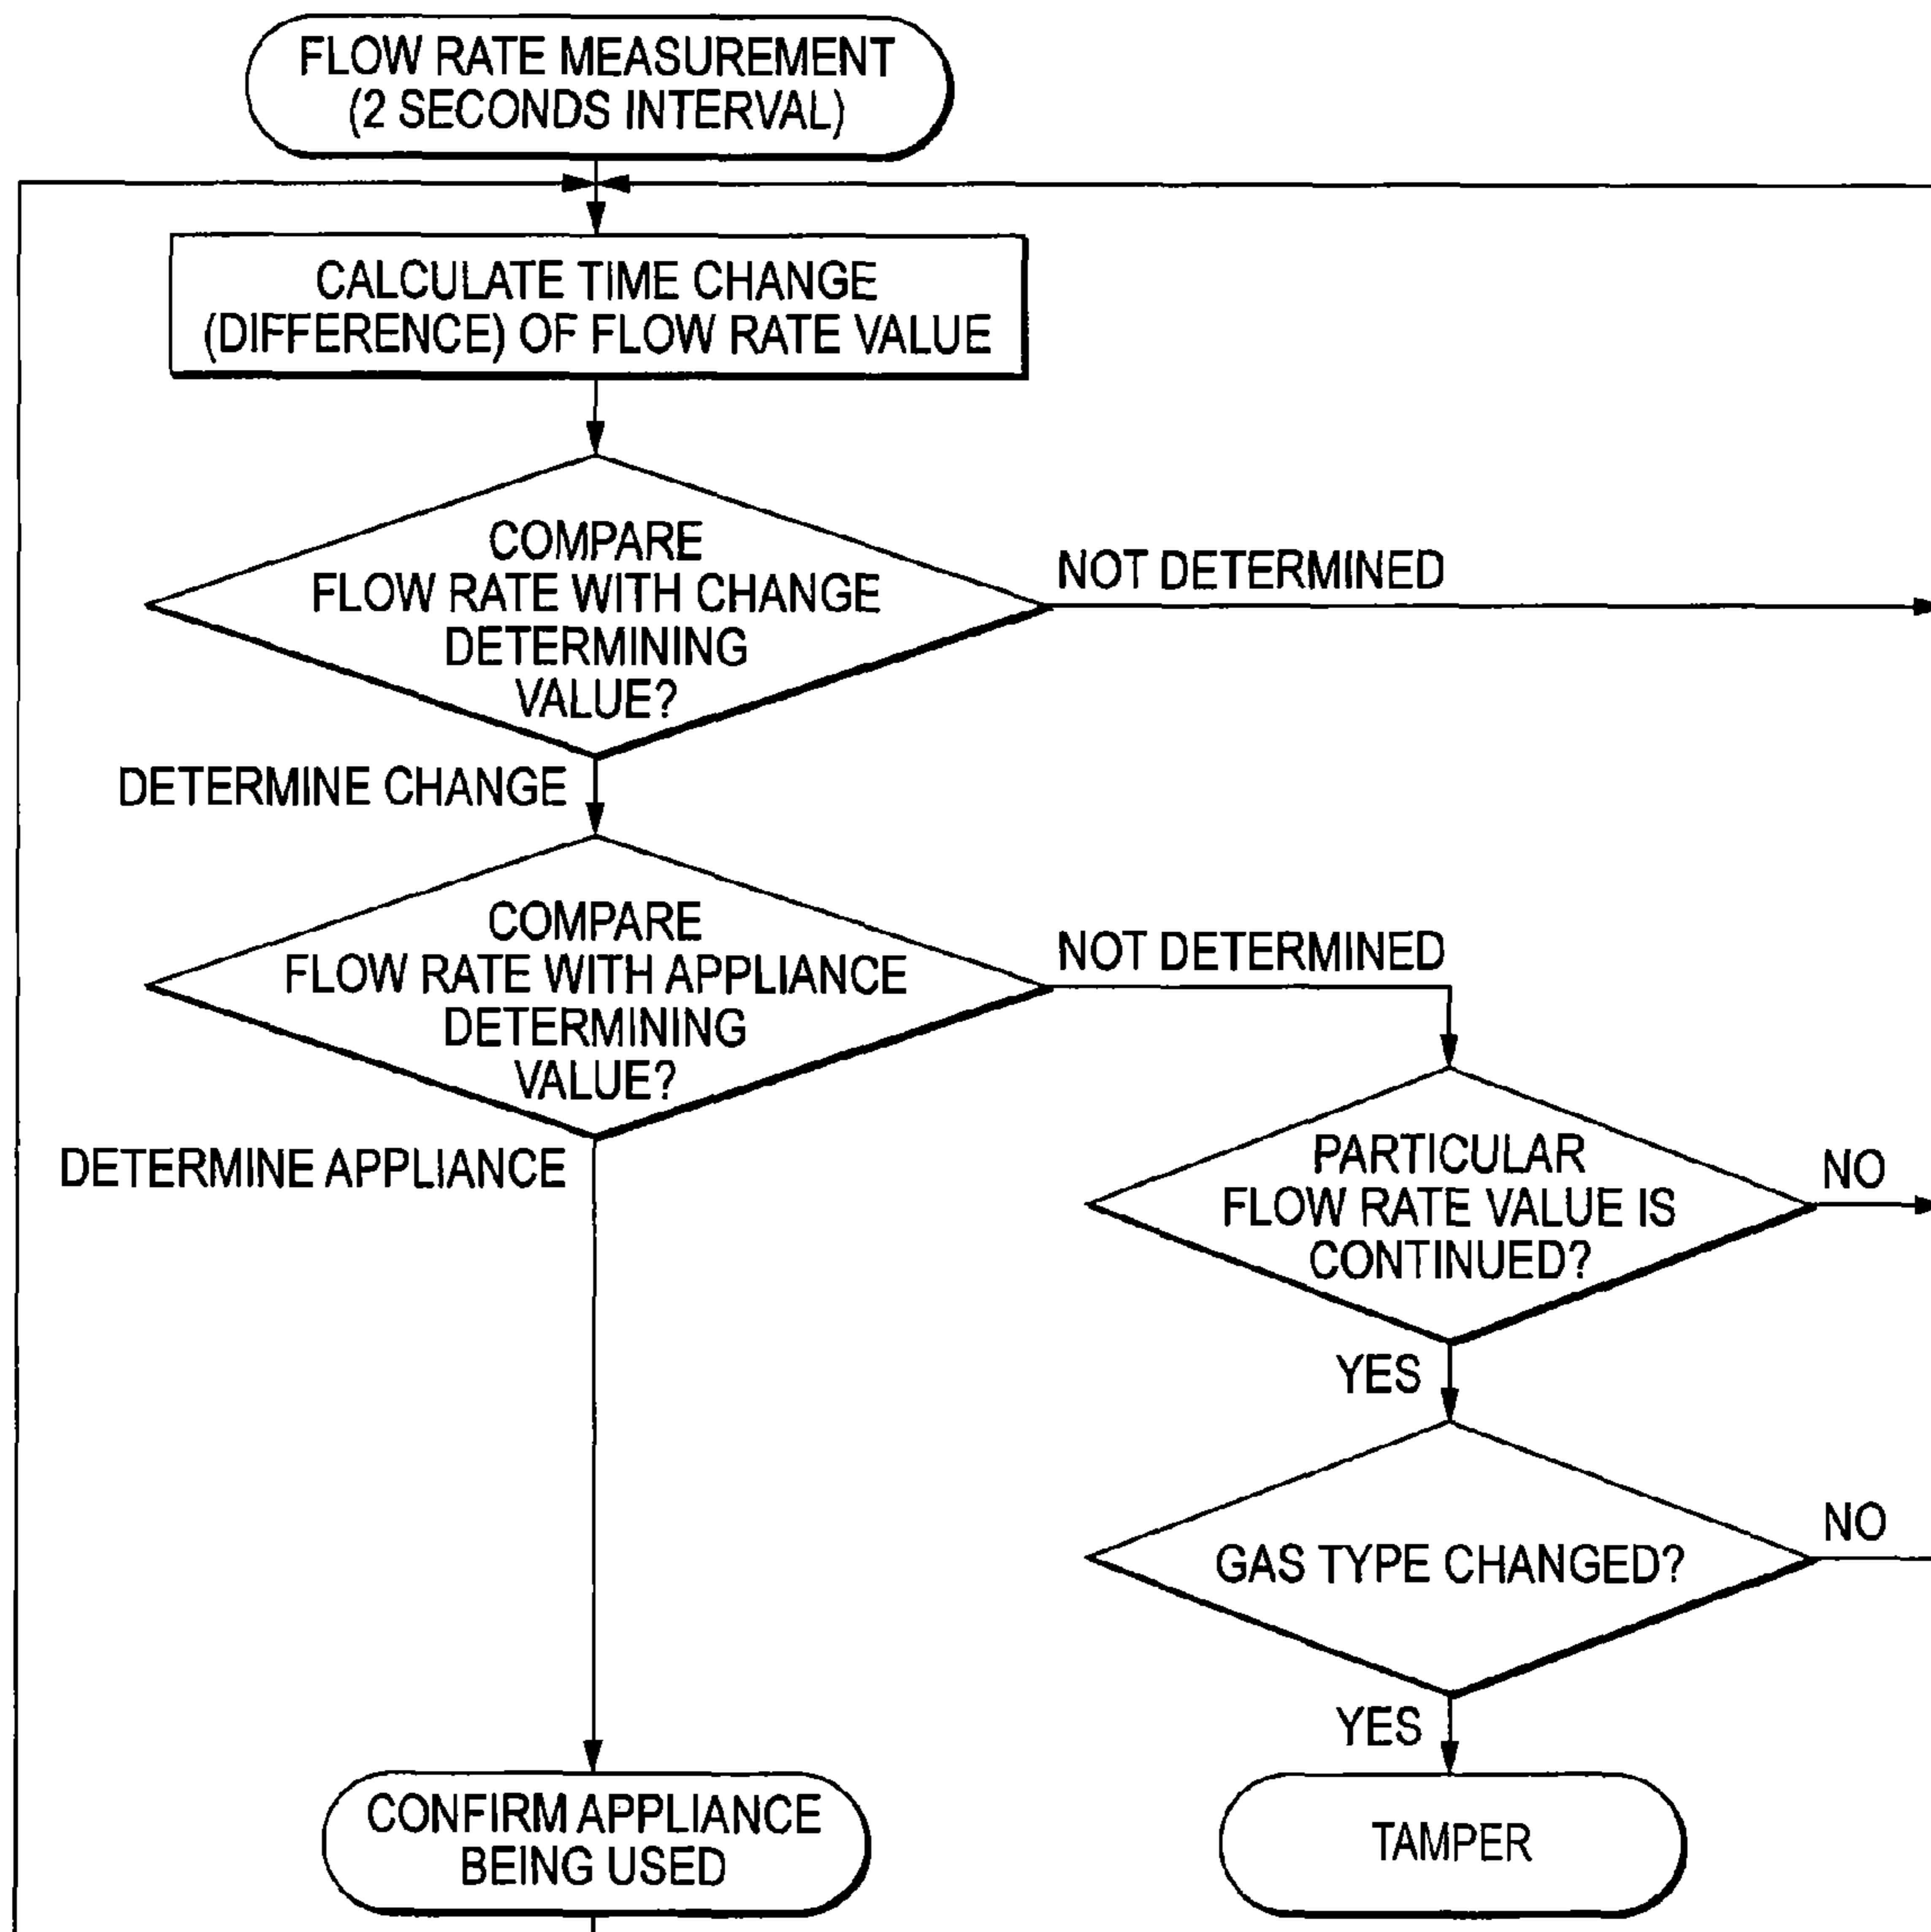 FLOW RATE MEASUREMENT
(2 SECONDS INTERVAL)
CALCULATE TIME CHANGE
(DIFFERENCE) OF FLOW RATE VALUE
COMPARE
FLOW RATE WITH CHANGE
DETERMINING
VALUE?
NOT DETERMINED
DETERMINE CHANGE
COMPARE
FLOW RATE WITH APPLIANCE
DETERMINING
VALUE?
NOT DETERMINED
DETERMINE APPLIANCE
PARTICULAR
FLOW RATE VALUE IS
CONTINUED?
NO
YES
GAS TYPE CHANGED?
NO
YES
CONFIRM APPLIANCE
BEING USED
TAMPER